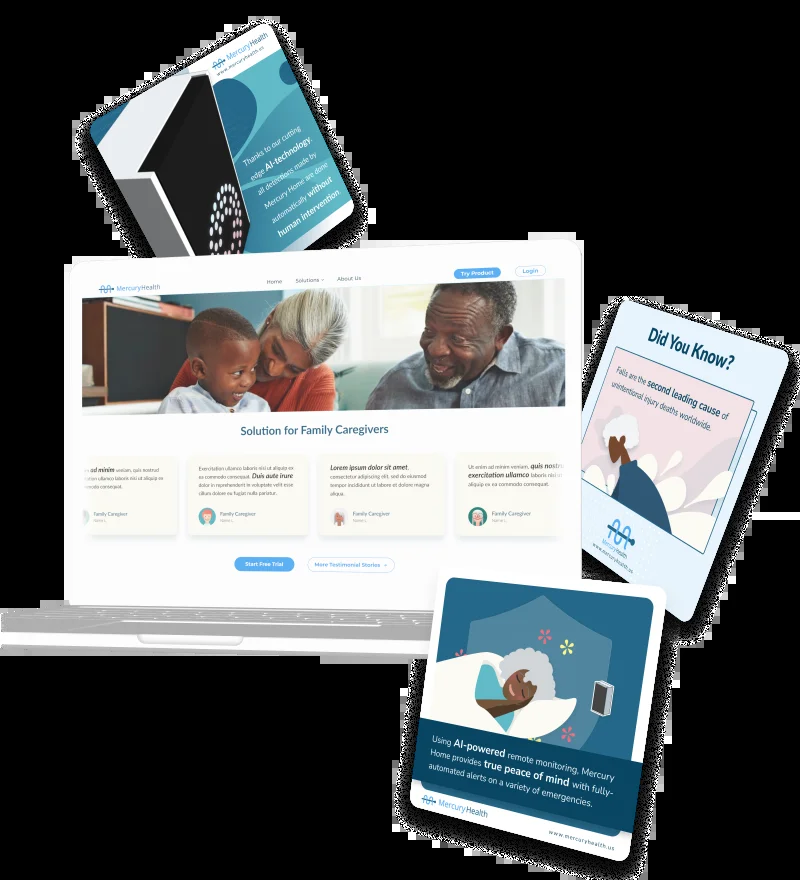 MercuryHealth
www.mercuryhealth.us
Thanks to our cutting
edge AI-technology,
all detections made by
Mercury Home are done
automatically without
human intervention.
MercuryHealth
Home
Solutions
About Us
Try Product
Login
Solution for Family Caregivers
ad minim veniam, quis nostrud
ullamco laboris nisi ut aliquip ex
commodo consequat.
Family Caregiver
Name L.
Exercitation ullamco laboris nisi ut aliquip ex
ea commodo consequat. Duis aute irure
dolor in reprehenderit in voluptate velit esse
cillum dolore eu fugiat nulla pariatur.
Family Caregiver
Name L.
Lorem ipsum dolor sit amet,
consectetur adipiscing elit, sed do eiusmod
tempor incididunt ut labore et dolore magna
aliqua.
Family Caregiver
Name L.
Ut enim ad minim veniam, quis nostru
exercitation ullamco laboris nisi ut
aliquip ex ea commodo consequat.
Family Caregiver
Name L.
Start Free Trial
More Testimonial Stories
Did You Know?
Falls are the second leading cause of
unintentional injury deaths worldwide.
MercuryHealth
www.mercuryhealth.us
Using AI-powered remote monitoring, Mercury
Home provides true peace of mind with fully-
automated alerts on a variety of emergencies.
MercuryHealth
www.mercuryhealth.us